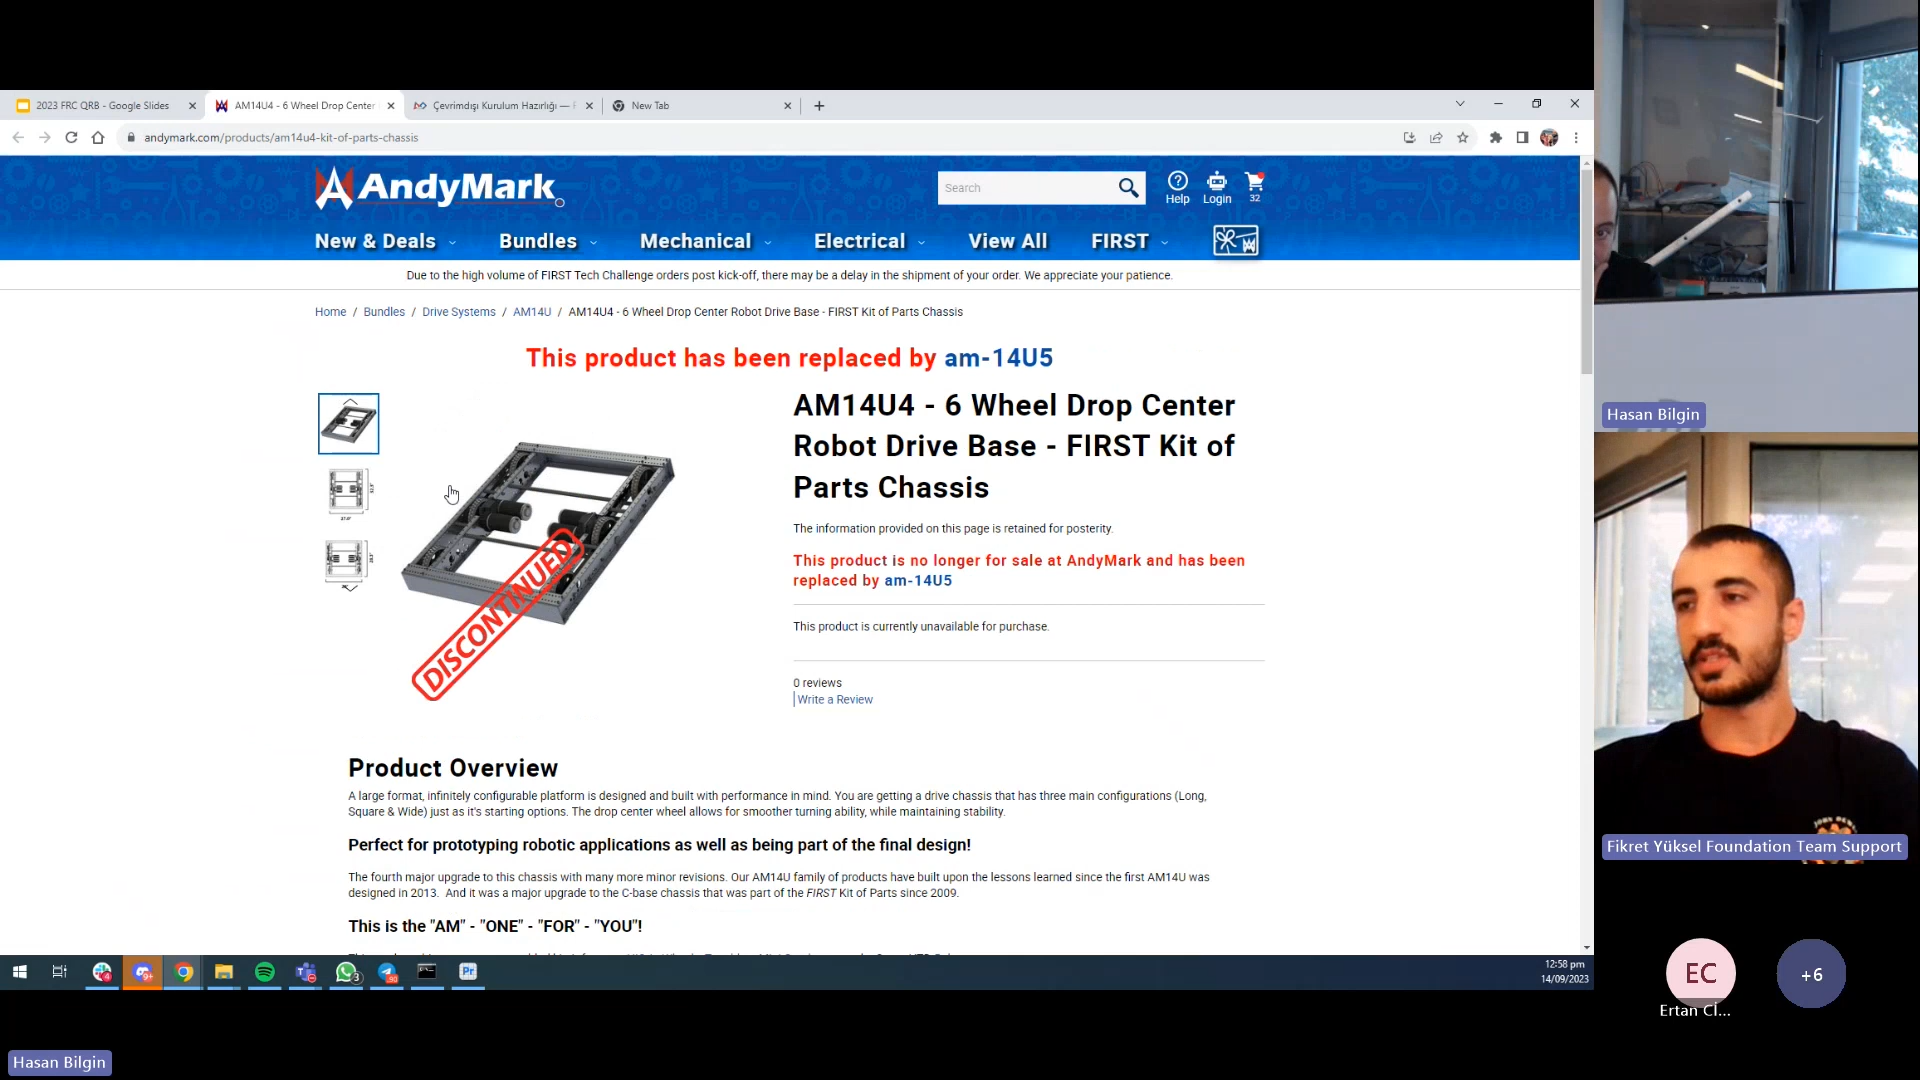 2023 FRC QRB - Google Slides
AM14U4 - 6 Wheel Drop Center
Çevrimdışı Kurulum Hazırlığı — F
New Tab
andymark.com/products/am14u4-kit-of-parts-chassis
AndyMark
Search
Help
Login
32
New & Deals
Bundles
Mechanical
Electrical
View All
FIRST
Due to the high volume of FIRST Tech Challenge orders post kick-off, there may be a delay in the shipment of your order. We appreciate your patience.
Home / Bundles / Drive Systems / AM14U / AM14U4 - 6 Wheel Drop Center Robot Drive Base - FIRST Kit of Parts Chassis
This product has been replaced by am-14U5
AM14U4 - 6 Wheel Drop Center
Robot Drive Base - FIRST Kit of
Parts Chassis
The information provided on this page is retained for posterity.
This product is no longer for sale at AndyMark and has been
replaced by am-14U5
This product is currently unavailable for purchase.
0 reviews
Write a Review
DISCONTINUED
Product Overview
A large format, infinitely configurable platform is designed and built with performance in mind. You are getting a drive chassis that has three main configurations (Long,
Square & Wide) just as it's starting options. The drop center wheel allows for smoother turning ability, while maintaining stability.
Perfect for prototyping robotic applications as well as being part of the final design!
The fourth major upgrade to this chassis with many more minor revisions. Our AM14U family of products have built upon the lessons learned since the first AM14U was
designed in 2013. And it was a major upgrade to the C-base chassis that was part of the FIRST Kit of Parts since 2009.
This is the "AM" - "ONE" - "FOR" - "YOU"!
12:58 pm
14/09/2023
Hasan Bilgin
Fikret Yüksel Foundation Team Support
EC
Ertan Cİ...
+6
Hasan Bilgin